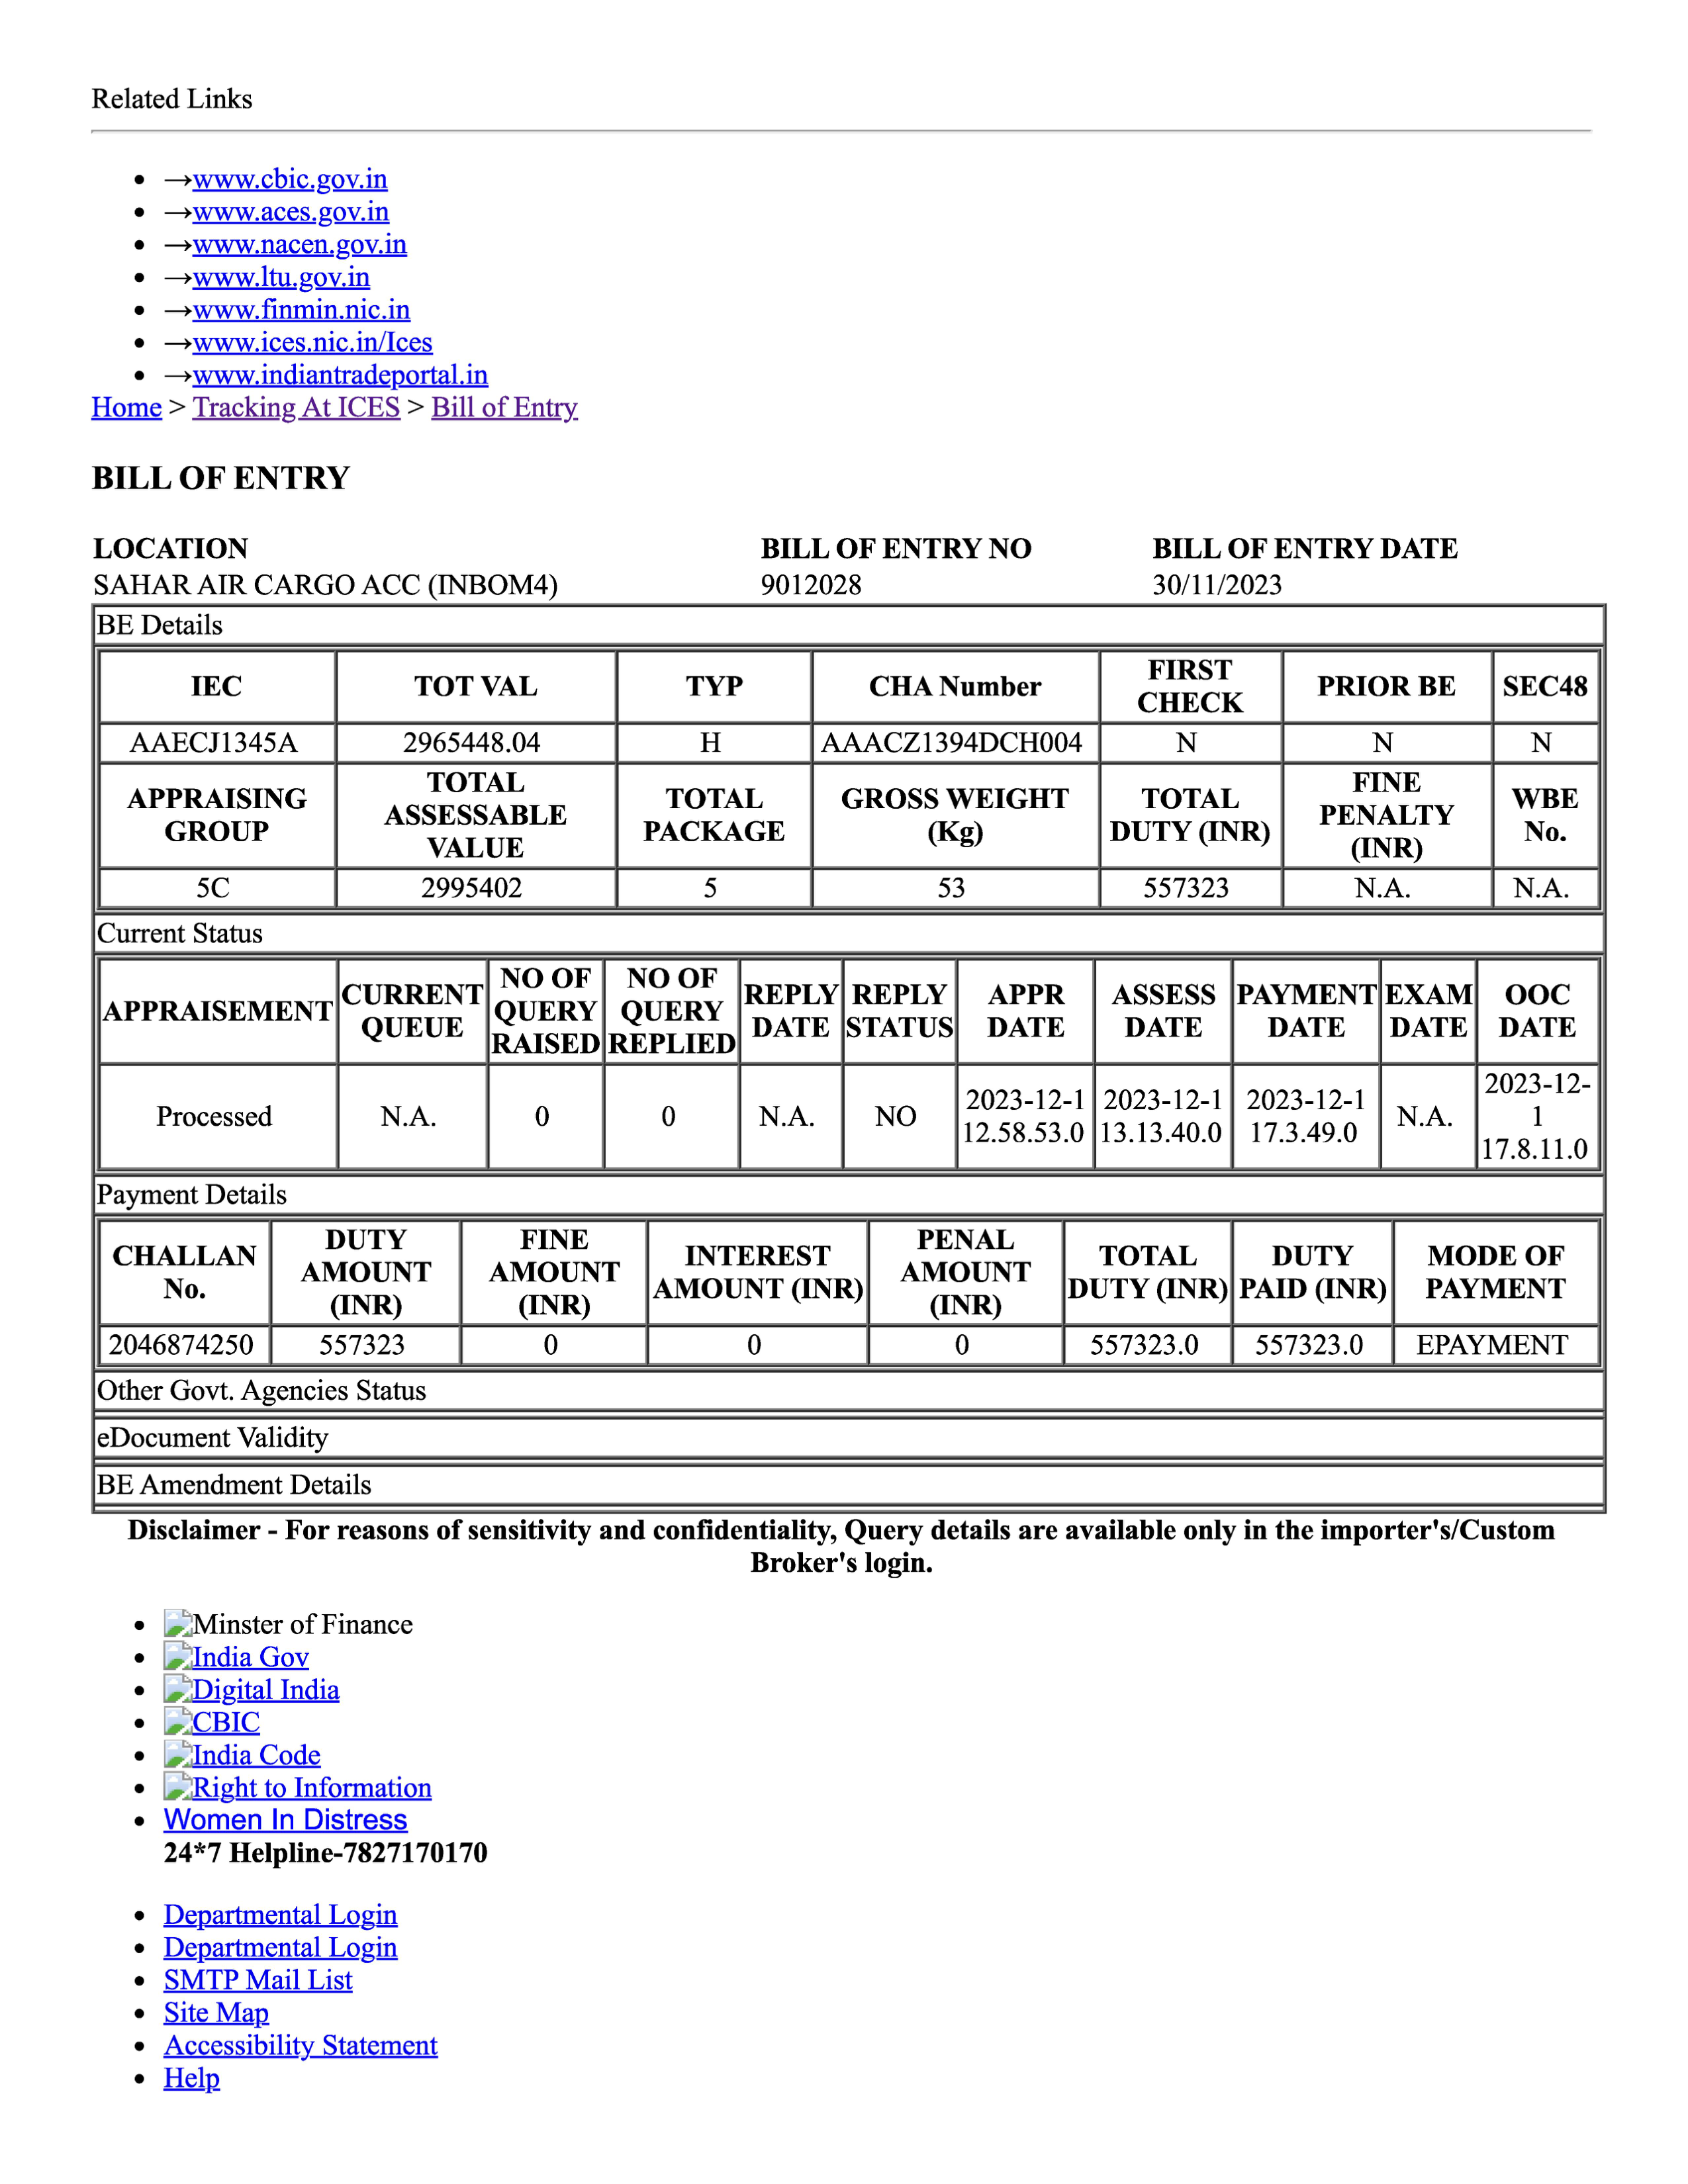 Related Links
→www.cbic.gov.in
→www.aces.gov.in
→www.nacen.gov.in
→www.ltu.gov.in
→www.finmin.nic.in
→www.ices.nic.in/Ices
→www.indiantradeportal.in
Home > Tracking At ICES > Bill of Entry
BILL OF ENTRY
LOCATION BILL OF ENTRY NO BILL OF ENTRY DATE
SAHAR AIR CARGO ACC (INBOM4) 9012028 30/11/2023
BE Details
IEC TOT VAL TYP CHA Number FIRST CHECK PRIOR BE SEC48
AAECJ1345A 2965448.04 H AAACZ1394DCH004 N N N
APPRAISING GROUP TOTAL ASSESSABLE VALUE TOTAL PACKAGE GROSS WEIGHT (Kg) TOTAL DUTY (INR) FINE PENALTY (INR) WBE No.
5C 2995402 5 53 557323 N.A. N.A.
Current Status
APPRAISEMENT CURRENT QUEUE NO OF QUERY RAISED NO OF QUERY REPLIED REPLY DATE REPLY STATUS APPR DATE ASSESS DATE PAYMENT DATE EXAM DATE OOC DATE
Processed N.A. 0 0 N.A. NO 2023-12-1 12.58.53.0 2023-12-1 13.13.40.0 2023-12-1 17.3.49.0 N.A. 2023-12-1 17.8.11.0
Payment Details
CHALLAN No. DUTY AMOUNT (INR) FINE AMOUNT (INR) INTEREST AMOUNT (INR) PENAL AMOUNT (INR) TOTAL DUTY (INR) DUTY PAID (INR) MODE OF PAYMENT
2046874250 557323 0 0 0 557323.0 557323.0 EPAYMENT
Other Govt. Agencies Status
eDocument Validity
BE Amendment Details
Disclaimer - For reasons of sensitivity and confidentiality, Query details are available only in the importer's/Custom
Broker's login.
Minster of Finance
India Gov
Digital India
CBIC
India Code
Right to Information
Women In Distress
24*7 Helpline-7827170170
Departmental Login
Departmental Login
SMTP Mail List
Site Map
Accessibility Statement
Help